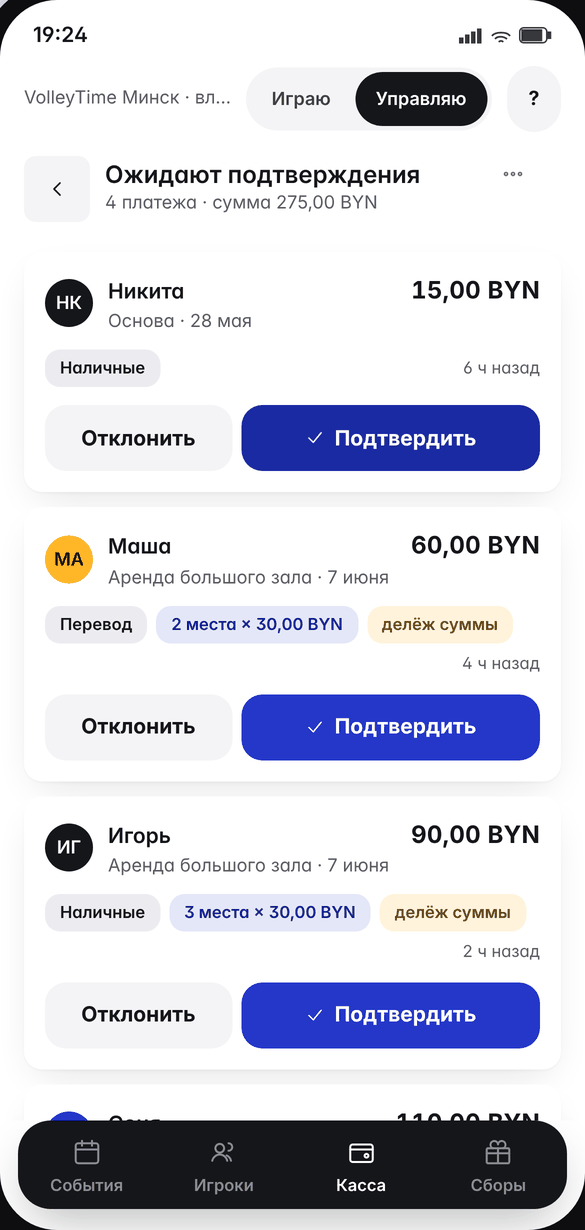 19:24
VolleyTime Минск · вл...
Играю
Управляю
?
Ожидают подтверждения
4 платежа · сумма 275,00 BYN
НК
Никита
15,00 BYN
Основа · 28 мая
Наличные
6 ч назад
Отклонить
Подтвердить
МА
Маша
60,00 BYN
Аренда большого зала · 7 июня
Перевод
2 места × 30,00 BYN
делёж суммы
4 ч назад
Отклонить
Подтвердить
ИГ
Игорь
90,00 BYN
Аренда большого зала · 7 июня
Наличные
3 места × 30,00 BYN
делёж суммы
2 ч назад
Отклонить
Подтвердить
110,00 BYN
События
Игроки
Касса
Сборы